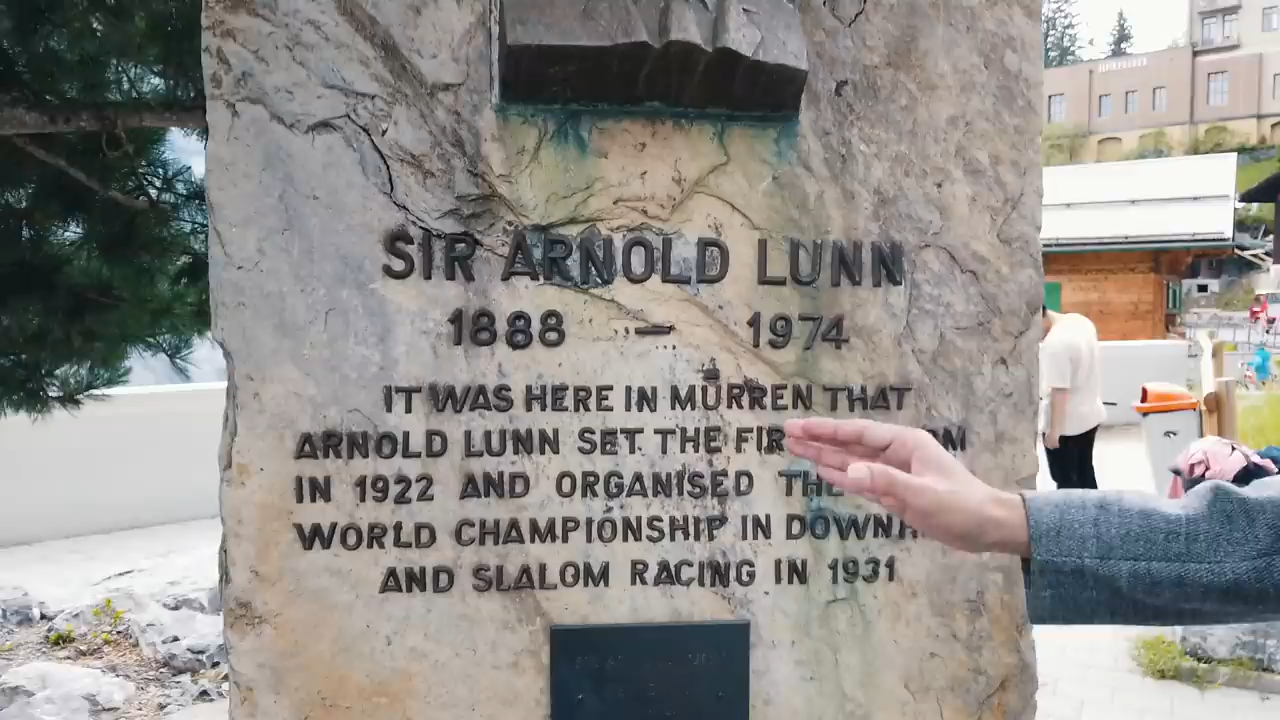 SIR ARNOLD LUNN
1888 - 1974
IT WAS HERE IN MÜRREN THAT
ARNOLD LUNN SET THE
IN 1922 AND ORGANISED THE
WORLD CHAMPIONSHIP IN
AND SLALOM RACING IN 1931